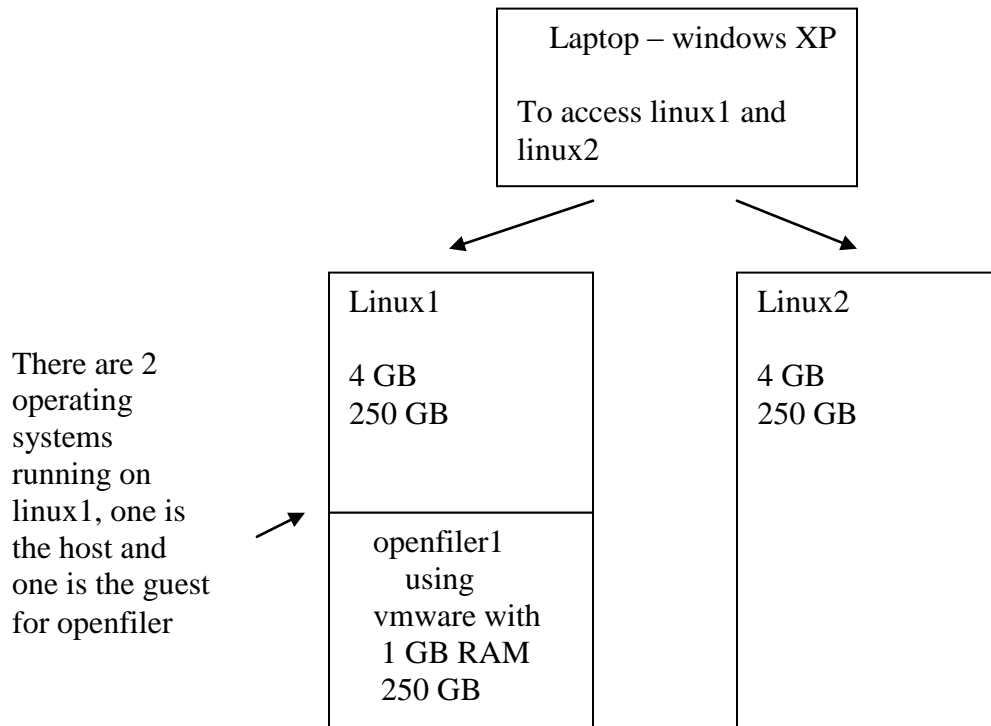 Laptop – windows XP
To access linux1 and
linux2
Linux1
4 GB
250 GB
Linux2
4 GB
250 GB
There are 2
operating
systems
running on
linux1, one is
the host and
one is the guest
for openfiler
openfiler1
using
vmware with
1 GB RAM
250 GB